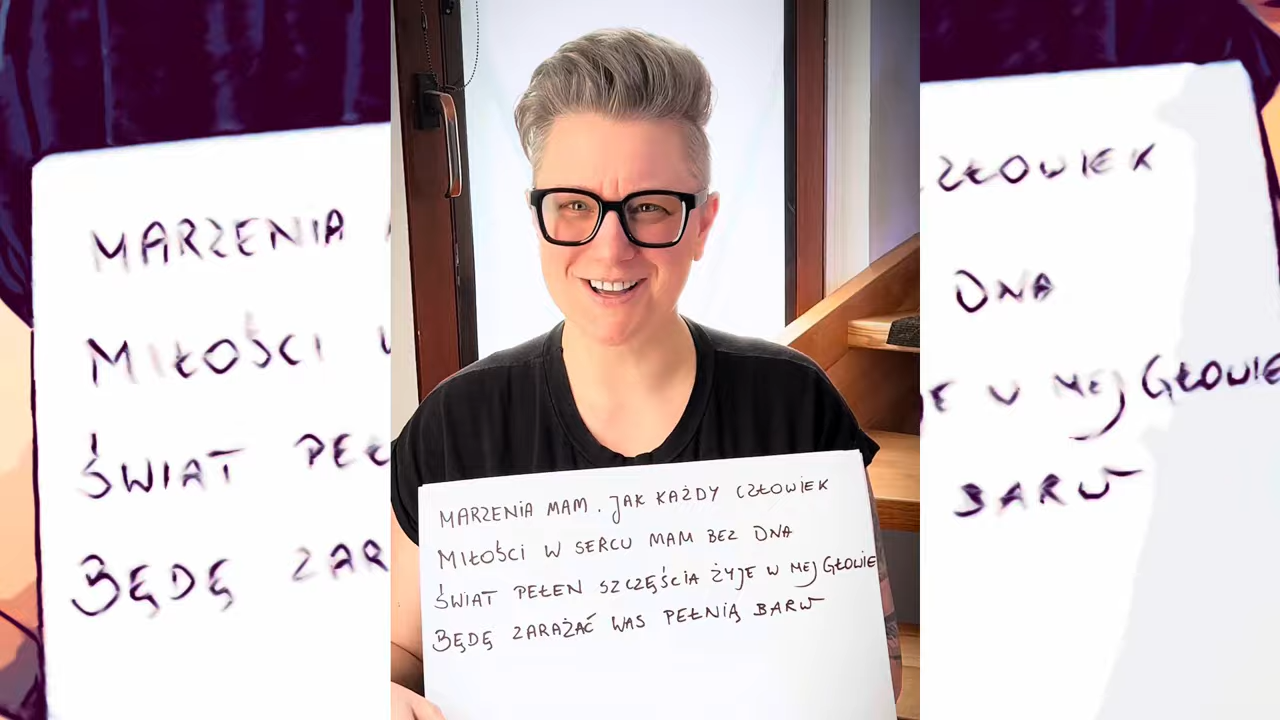 MARZENIA MAM. JAK KAŻDY CZŁOWIEK
MIŁOŚCI W SERCU MAM BEZ DNA
ŚWIAT PEŁEN SZCZĘŚCIA ŻYJE W MEJ GŁOWIE
BĘDĘ ZARAŻAĆ WAS PEŁNIĄ BARW